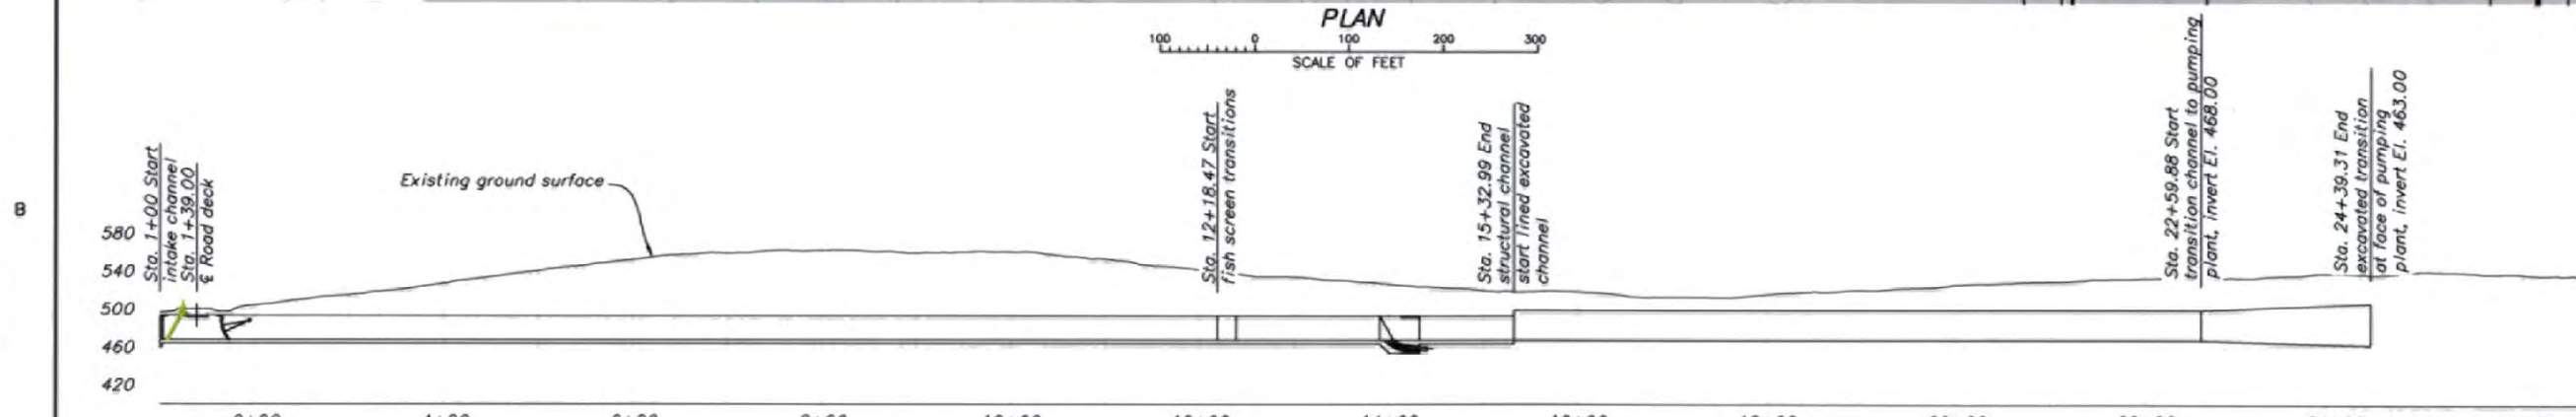 PLAN
100 0 100 200 300
SCALE OF FEET
B
Existing ground surface
580
540
500
460
420
Sta. 1+00 Start
intake channel
Sta. 1+39.00
℄ Road deck
Sta. 12+18.47 Start
fish screen transitions
Sta. 15+32.99 End
structural channel
start lined excavated
channel
Sta. 22+59.88 Start
transition channel to pumping
plant, invert El. 468.00
Sta. 24+39.31 End
excavated transition
at face of pumping
plant, invert El. 463.00